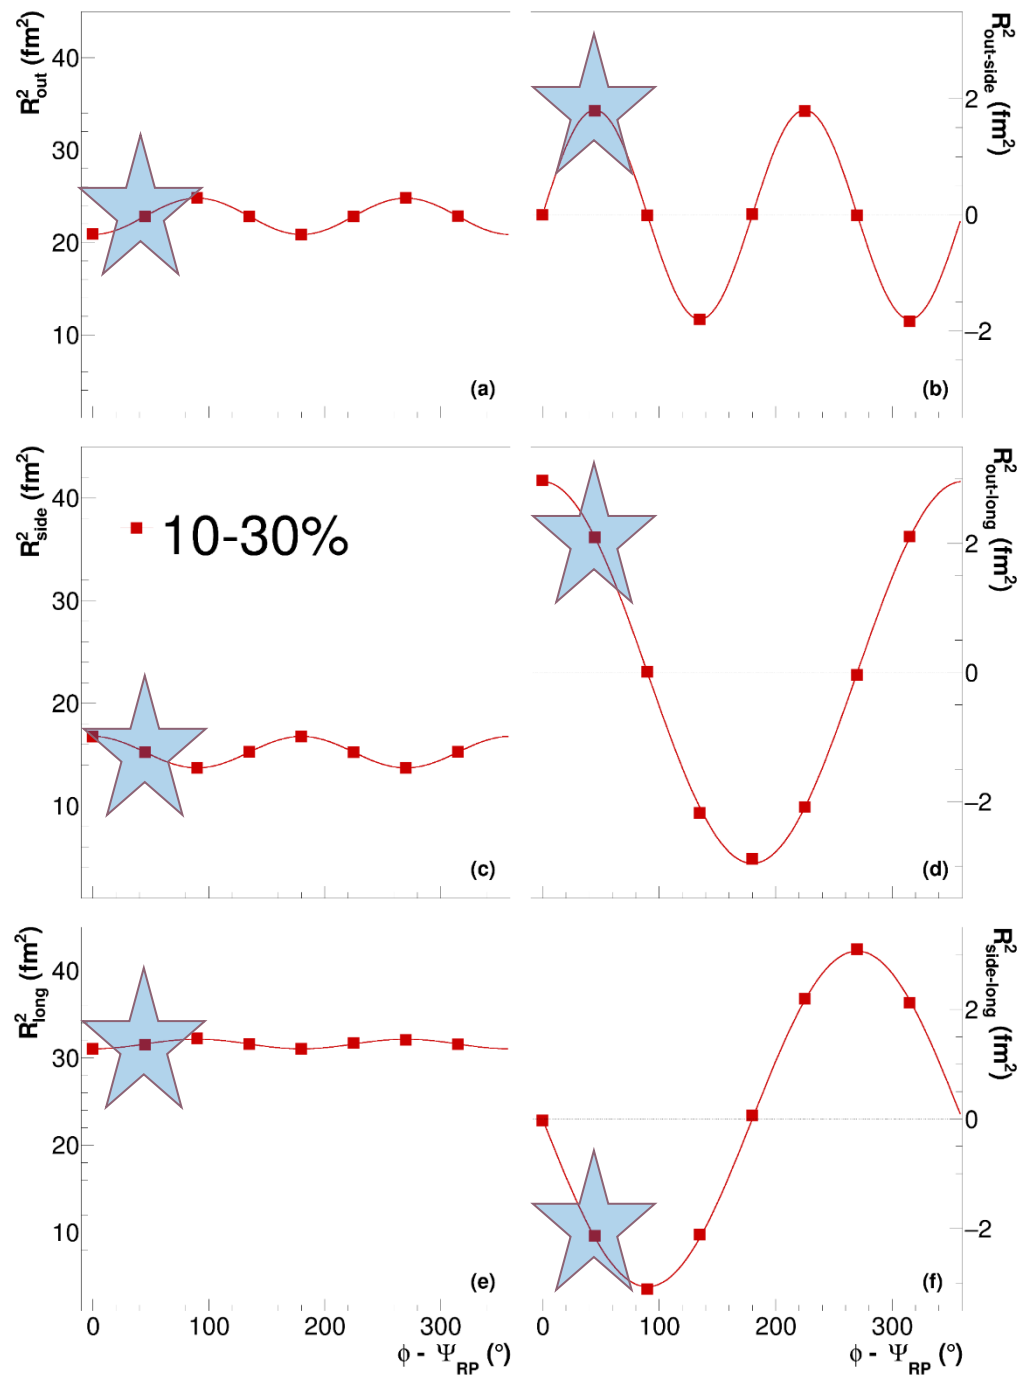 R²out (fm²)
40
30
20
10
(a)
R²out-side (fm²)
2
0
−2
(b)
R²side (fm²)
40
30
20
10
10-30%
(c)
R²out-long (fm²)
2
0
−2
(d)
R²long (fm²)
40
30
20
10
(e)
0 100 200 300
ϕ - Ψ_RP (°)
R²side-long (fm²)
2
0
−2
(f)
0 100 200 300
ϕ - Ψ_RP (°)